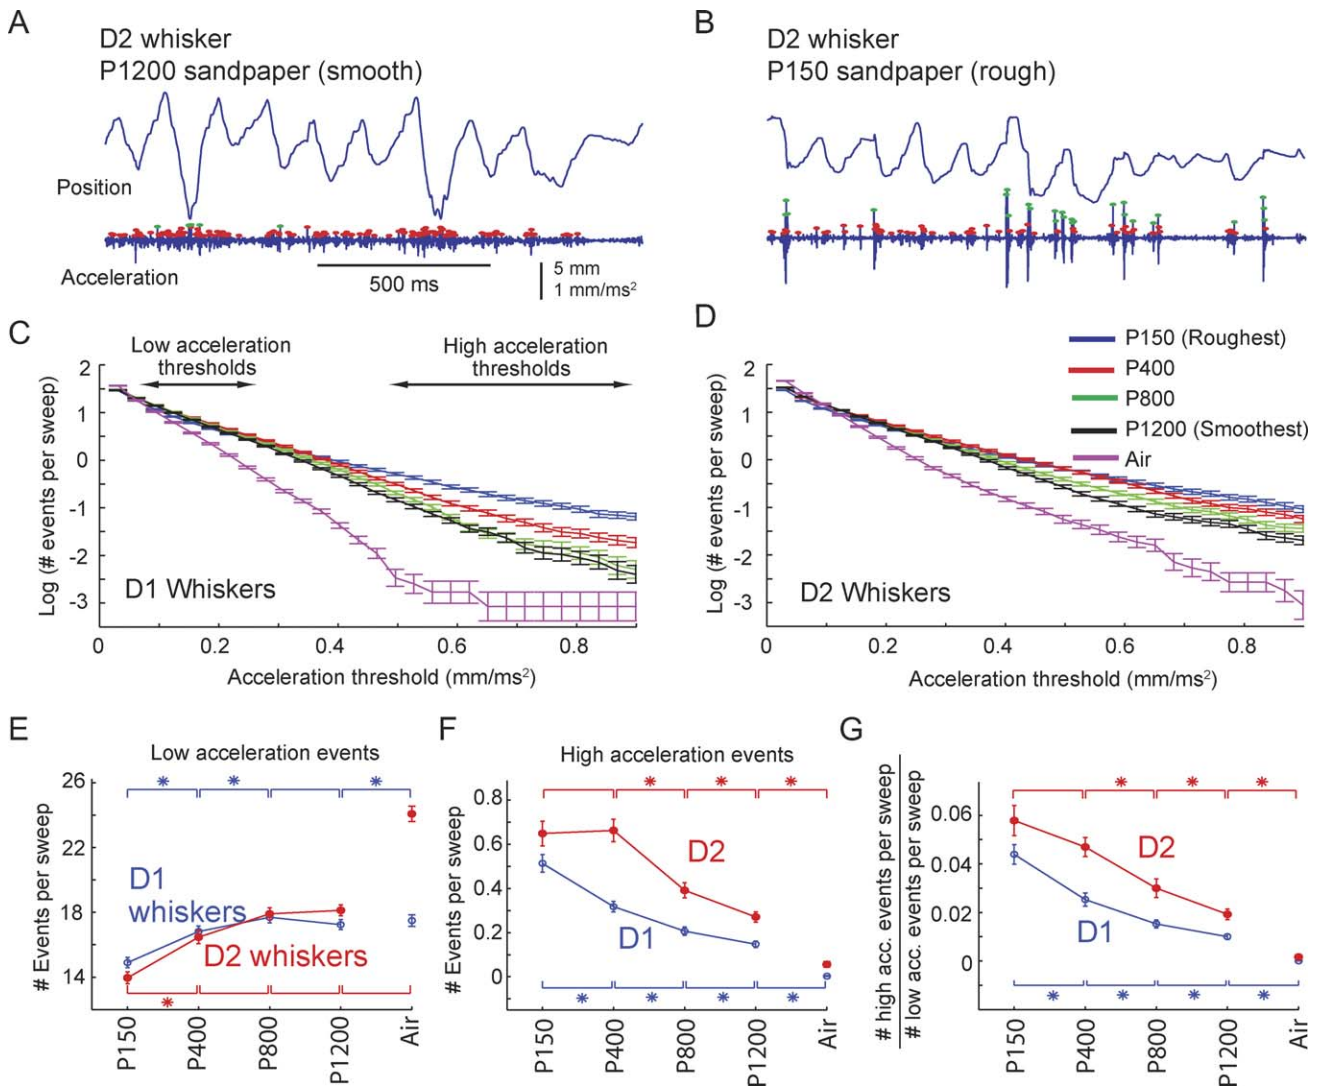 A
D2 whisker
P1200 sandpaper (smooth)
Position
Acceleration
500 ms
5 mm
1 mm/ms²
B
D2 whisker
P150 sandpaper (rough)
C
Low acceleration
thresholds
High acceleration
thresholds
2
1
0
-1
-2
-3
Log (# events per sweep)
D1 Whiskers
0
0.2
0.4
0.6
0.8
Acceleration threshold (mm/ms²)
D
P150 (Roughest)
P400
P800
P1200 (Smoothest)
Air
2
1
0
-1
-2
-3
Log (# events per sweep)
D2 Whiskers
0
0.2
0.4
0.6
0.8
Acceleration threshold (mm/ms²)
E
Low acceleration events
26
22
18
14
# Events per sweep
D1
whiskers
D2 whiskers
* * *
*
P150
P400
P800
P1200
Air
F
High acceleration events
0.8
0.6
0.4
0.2
0
# Events per sweep
* * *
D2
D1
* * * *
P150
P400
P800
P1200
Air
G
# high acc. events per sweep
# low acc. events per sweep
0.06
0.04
0.02
0
* * *
D2
D1
* * * *
P150
P400
P800
P1200
Air